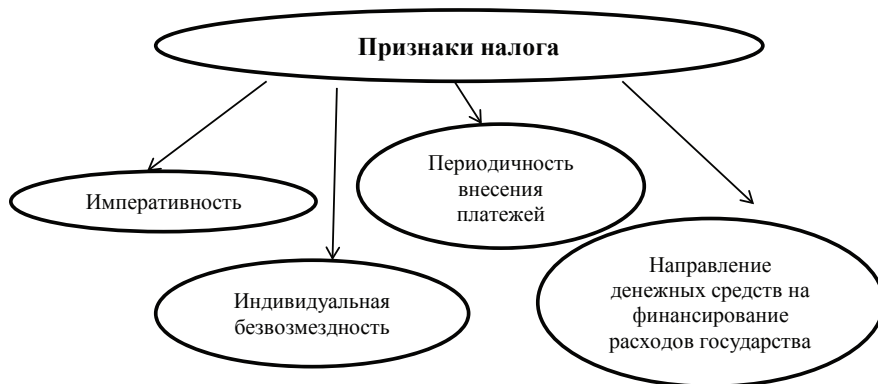 Признаки налога
Императивность
Индивидуальная
безвозмездность
Периодичность
внесения
платежей
Направление
денежных средств на
финансирование
расходов государства